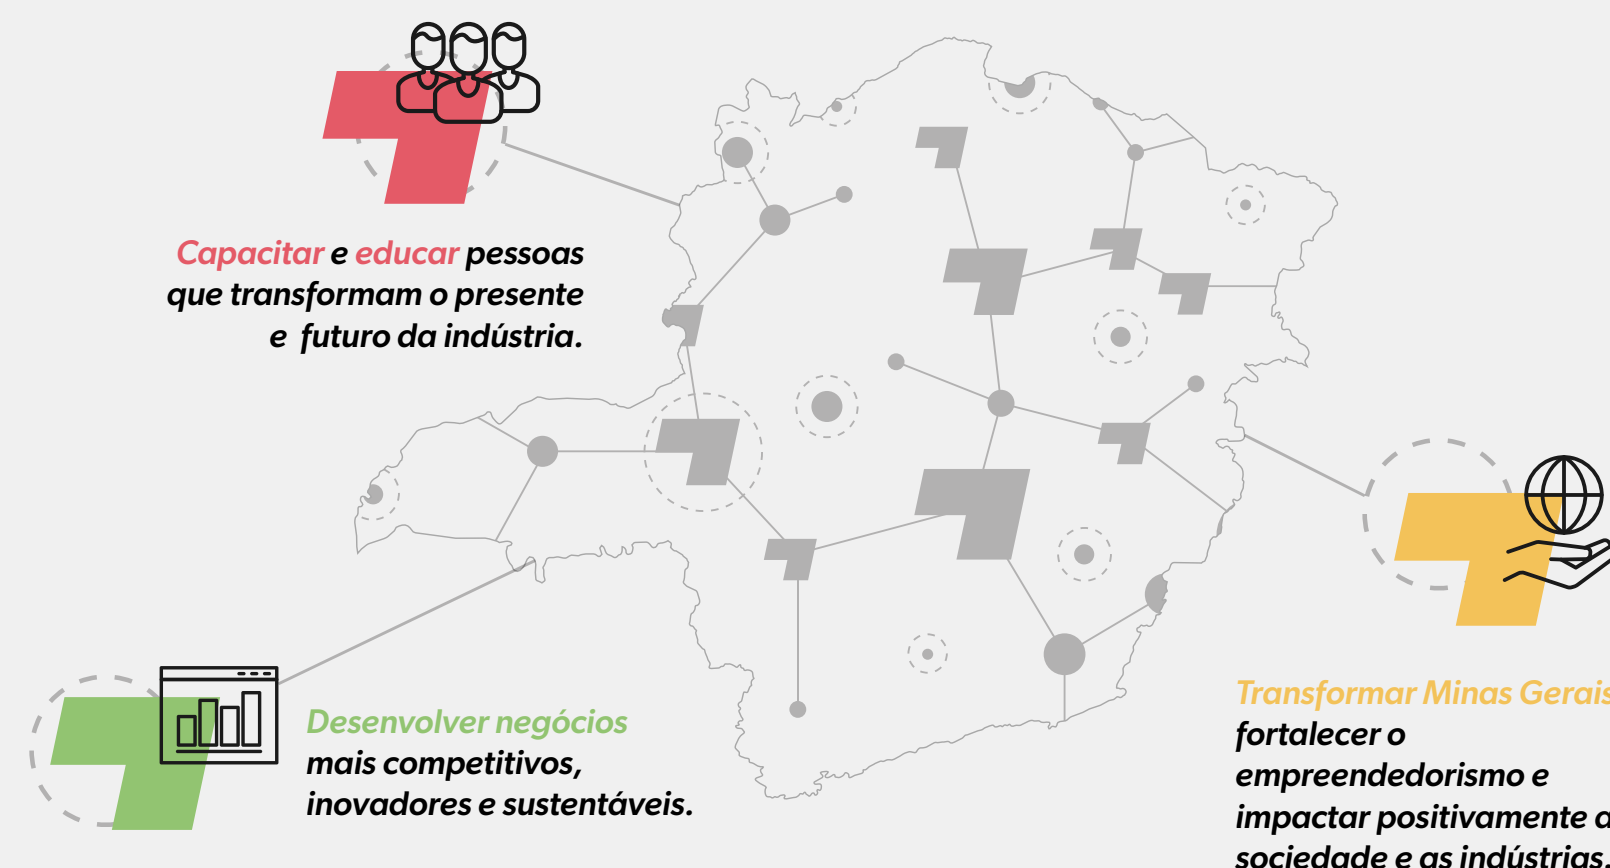 Capacitar e educar pessoas
que transformam o presente
e futuro da indústria.
Desenvolver negócios
mais competitivos,
inovadores e sustentáveis.
Transformar Minas Gerais
fortalecer o
empreendedorismo e
impactar positivamente a
sociedade e as indústrias.